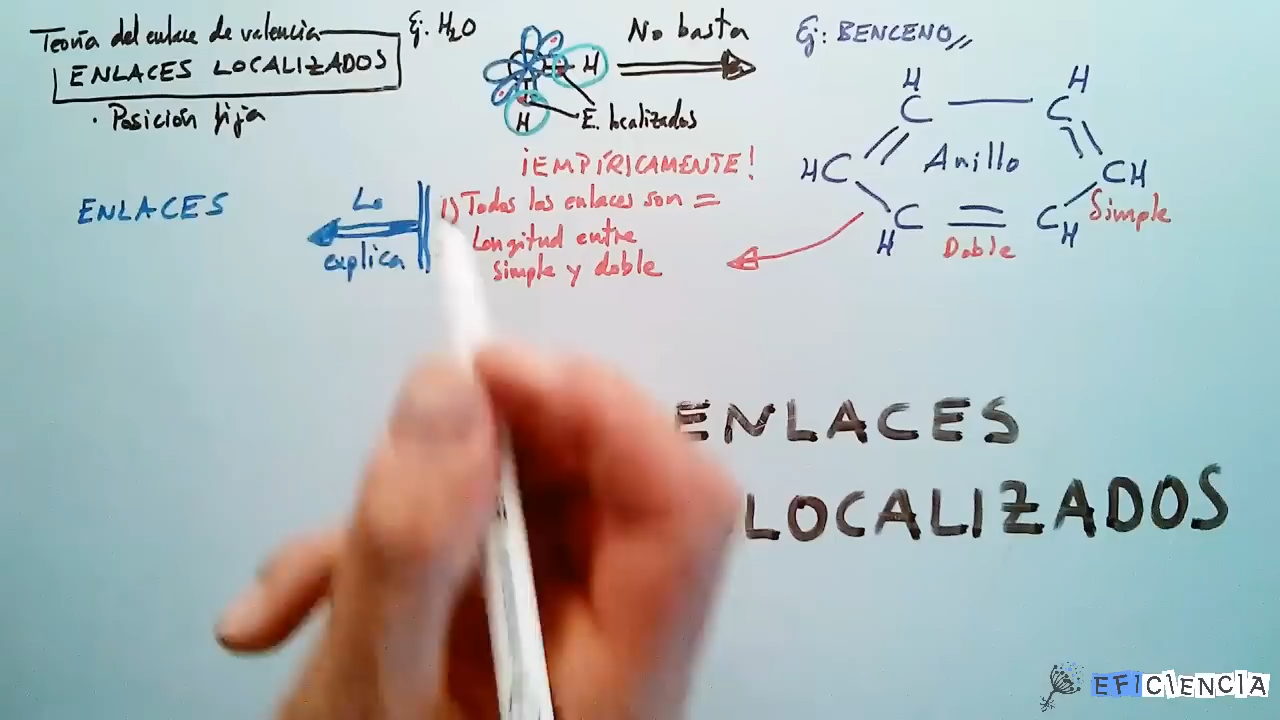 Teoría del enlace de valencia
ENLACES LOCALIZADOS
· Posición fija
Ej: H2O
H
H
E. localizados
No basta
Ej: BENCENO
H
C
H
C
HC
Anillo
CH
C
H
C
H
Simple
Doble
¡EMPÍRICAMENTE!
1) Todos los enlaces son =
Longitud entre
simple y doble
Lo
explica
ENLACES
ENLACES
LOCALIZADOS
EFICIENCIA